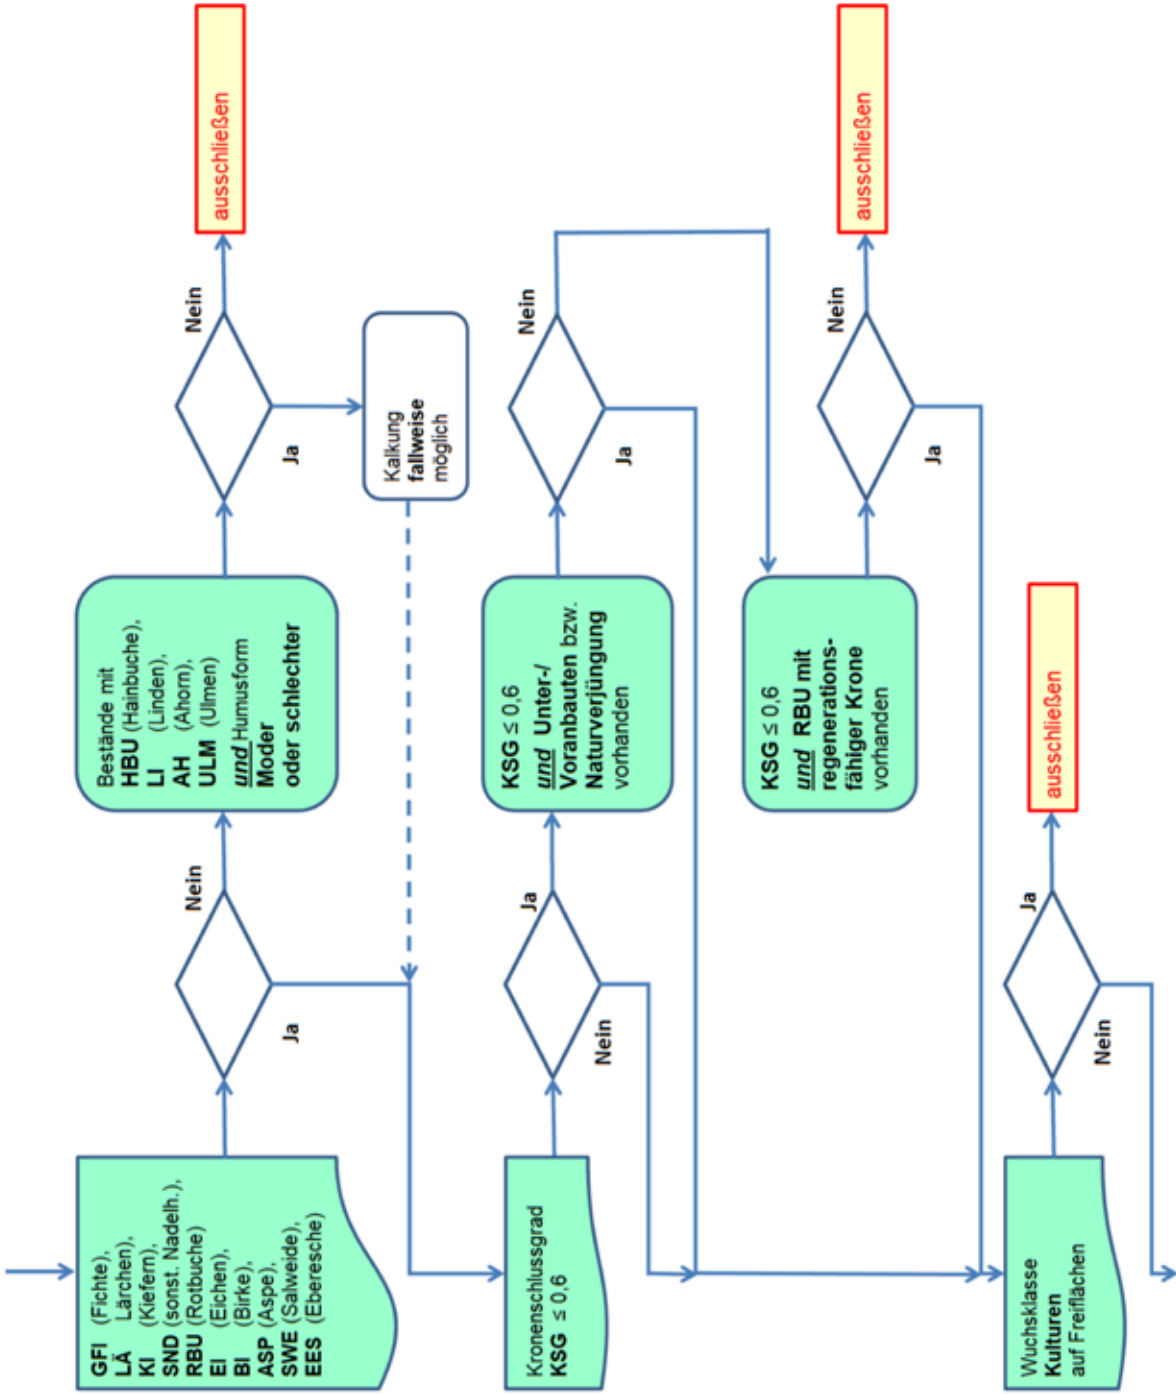 GFI (Fichte),
LÄ Lärchen),
KI (Kiefern),
SND (sonst. Nadelh.),
RBU (Rotbuche)
EI (Eichen),
BI (Birke),
ASP (Aspe),
SWE (Salweide),
EES (Eberesche)
Nein
Ja
Bestände mit
HBU (Hainbuche),
LI (Linden),
AH (Ahorn),
ULM (Ulmen)
und Humusform
Moder
oder schlechter
Nein
Ja
ausschließen
Kalkung
fallweise
möglich
Kronenschlussgrad
KSG ≤ 0,6
Ja
Nein
KSG ≤ 0,6
und Unter-/
Voranbauten bzw.
Naturverjüngung
vorhanden
Nein
Ja
KSG ≤ 0,6
und RBU mit
regenerations-
fähiger Krone
vorhanden
Nein
Ja
ausschließen
Wuchsklasse
Kulturen
auf Freiflächen
Ja
Nein
ausschließen